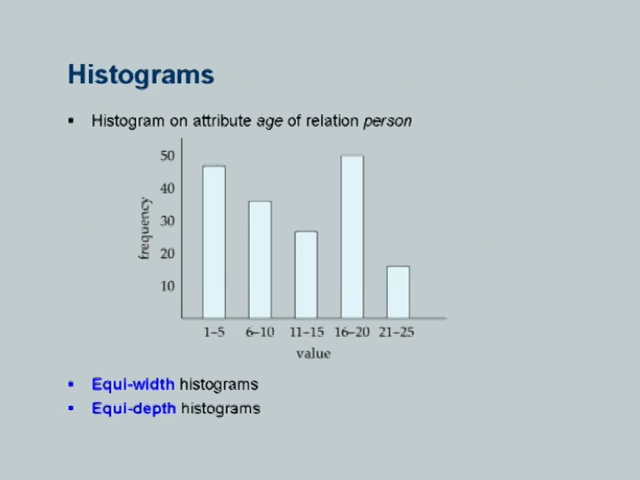 Histograms
▪ Histogram on attribute age of relation person
50
40
30
20
10
frequency
1–5 6–10 11–15 16–20 21–25
value
▪ Equi-width histograms
▪ Equi-depth histograms